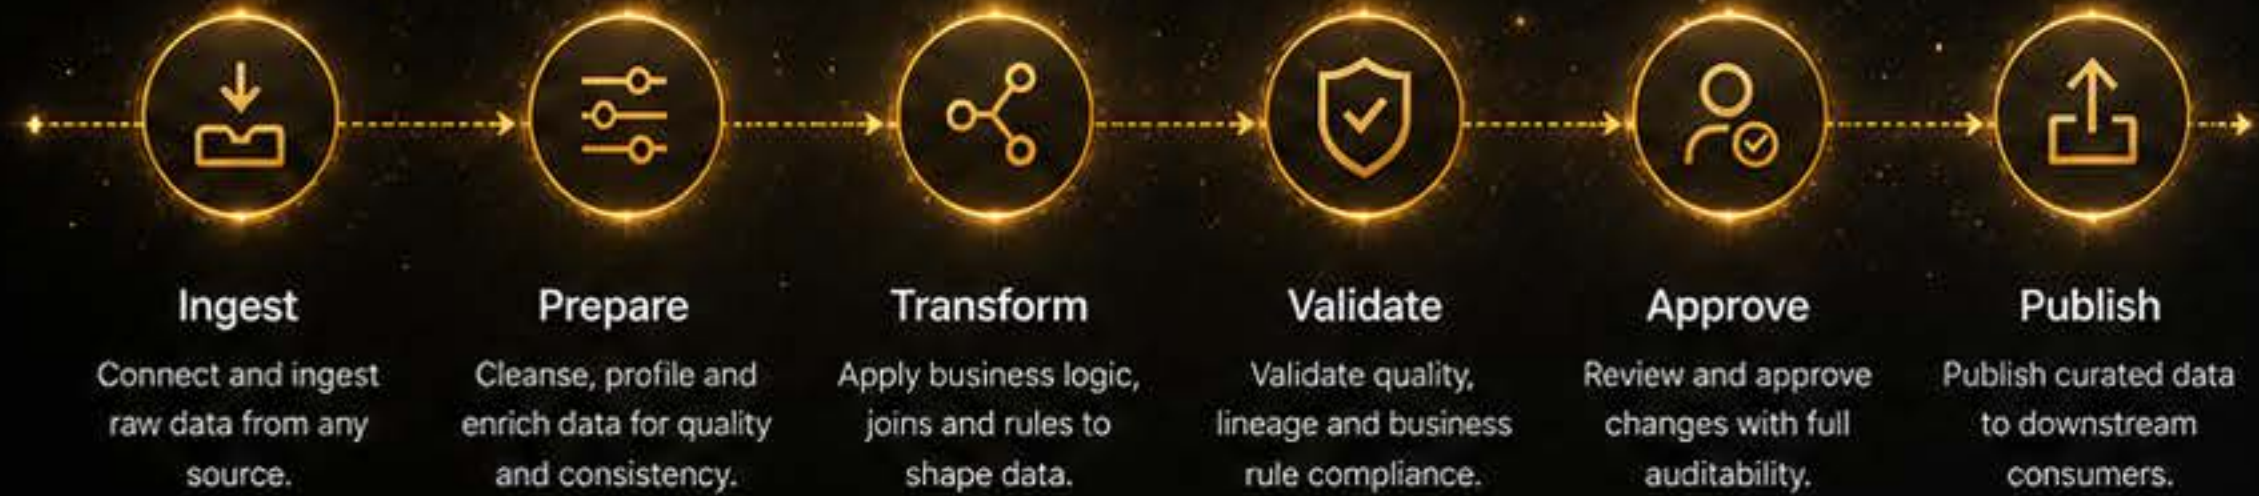 Ingest
Connect and ingest
raw data from any
source.
Prepare
Cleanse, profile and
enrich data for quality
and consistency.
Transform
Apply business logic,
joins and rules to
shape data.
Validate
Validate quality,
lineage and business
rule compliance.
Approve
Review and approve
changes with full
auditability.
Publish
Publish curated data
to downstream
consumers.